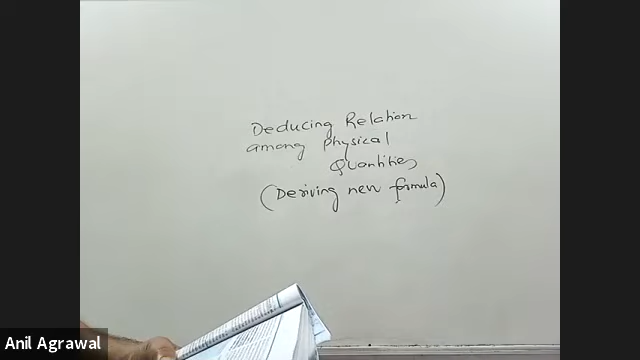 Deducing Relation
among physical
Quantities
(Deriving new formula)
Anil Agrawal